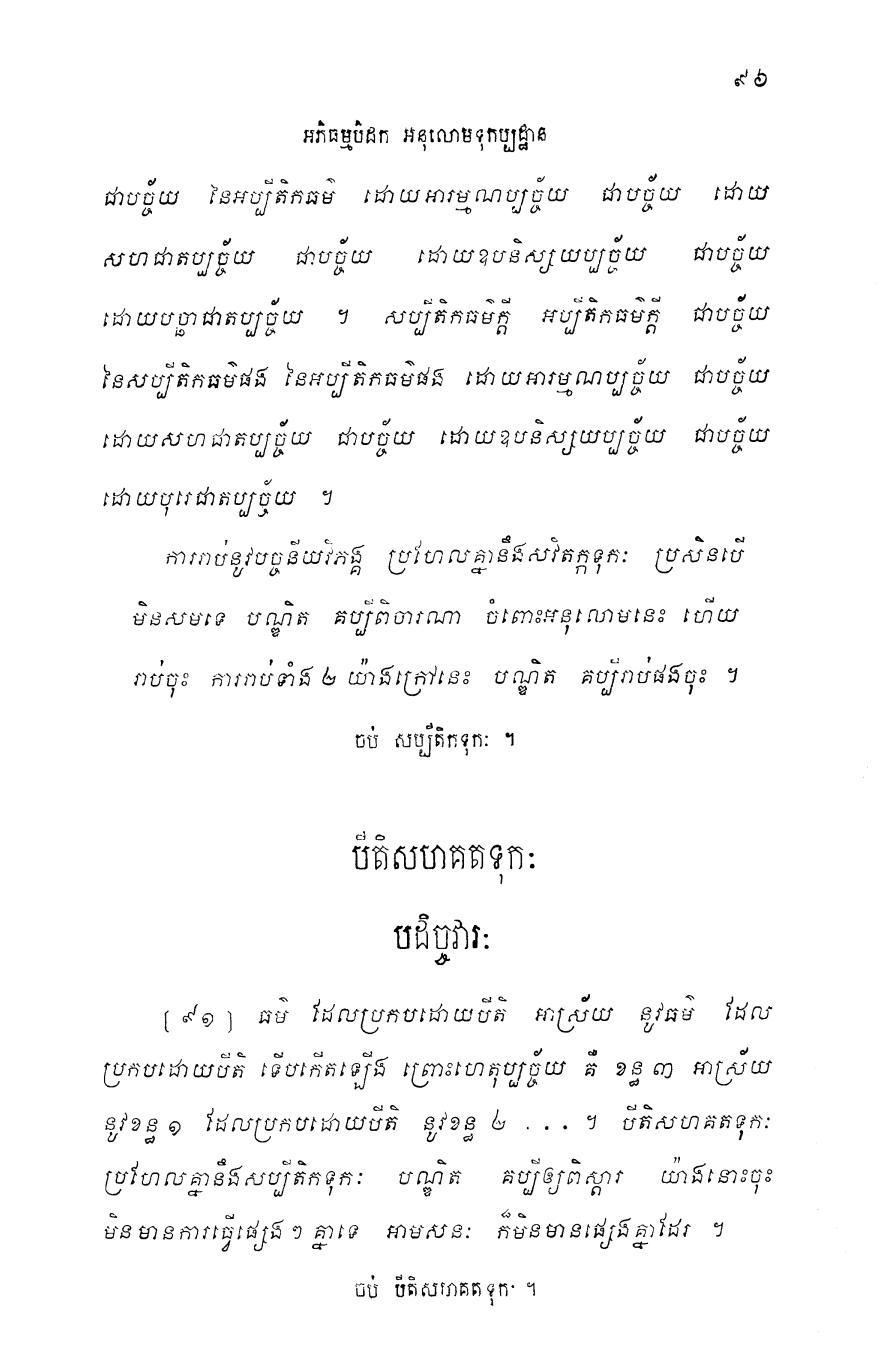 ៩៦
អភិធម្មបិដក អនុលោមទុកប្បដ្ឋាន
ជាបច្ច័យ នៃអប្បីតិកធម៌ ដោយអារម្មណប្បច្ច័យ ជាបច្ច័យ ដោយ
សហជាតប្បច្ច័យ ជាបច្ច័យ ដោយឧបនិស្សយប្បច្ច័យ ជាបច្ច័យ
ដោយបច្ឆាជាតប្បច្ច័យ ។ សប្បីតិកធម៌ក្តី អប្បីតិកធម៌ក្តី ជាបច្ច័យ
នៃសប្បីតិកធម៌ផង នៃអប្បីតិកធម៌ផង ដោយអារម្មណប្បច្ច័យ ជាបច្ច័យ
ដោយសហជាតប្បច្ច័យ ជាបច្ច័យ ដោយឧបនិស្សយប្បច្ច័យ ជាបច្ច័យ
ដោយបុរេជាតប្បច្ច័យ ។
ការរាប់នូវបច្ចនីយវិភង្គ ប្រហែលគ្នានឹងសវិតក្កទុកៈ ប្រសិនបើ
មិនសមទេ បណ្ឌិត គប្បីពិចារណា ចំពោះអនុលោមនេះ ហើយ
រាប់ចុះ ការរាប់ទាំង ២ យ៉ាងក្រៅនេះ បណ្ឌិត គប្បីរាប់ផងចុះ ។
ចប់ សប្បីតិកទុកៈ ។
បីតិសហគតទុកៈ
បដិច្ចវារៈ
[ ៩១ ] ធម៌ ដែលប្រកបដោយបីតិ អាស្រ័យ នូវធម៌ ដែល
ប្រកបដោយបីតិ ទើបកើតឡើង ព្រោះហេតុប្បច្ច័យ គឺ ខន្ធ ៣ អាស្រ័យ
នូវខន្ធ ១ ដែលប្រកបដោយបីតិ នូវខន្ធ ២ ... ។ បីតិសហគតទុកៈ
ប្រហែលគ្នានឹងសប្បីតិកទុកៈ បណ្ឌិត គប្បីឲ្យពិស្តារ យ៉ាងនោះចុះ
មិនមានការធ្វើផ្សេង ៗ គ្នាទេ អាមសនៈ ក៏មិនមានផ្សេងគ្នាដែរ ។
ចប់ បីតិសហគតទុកៈ ។